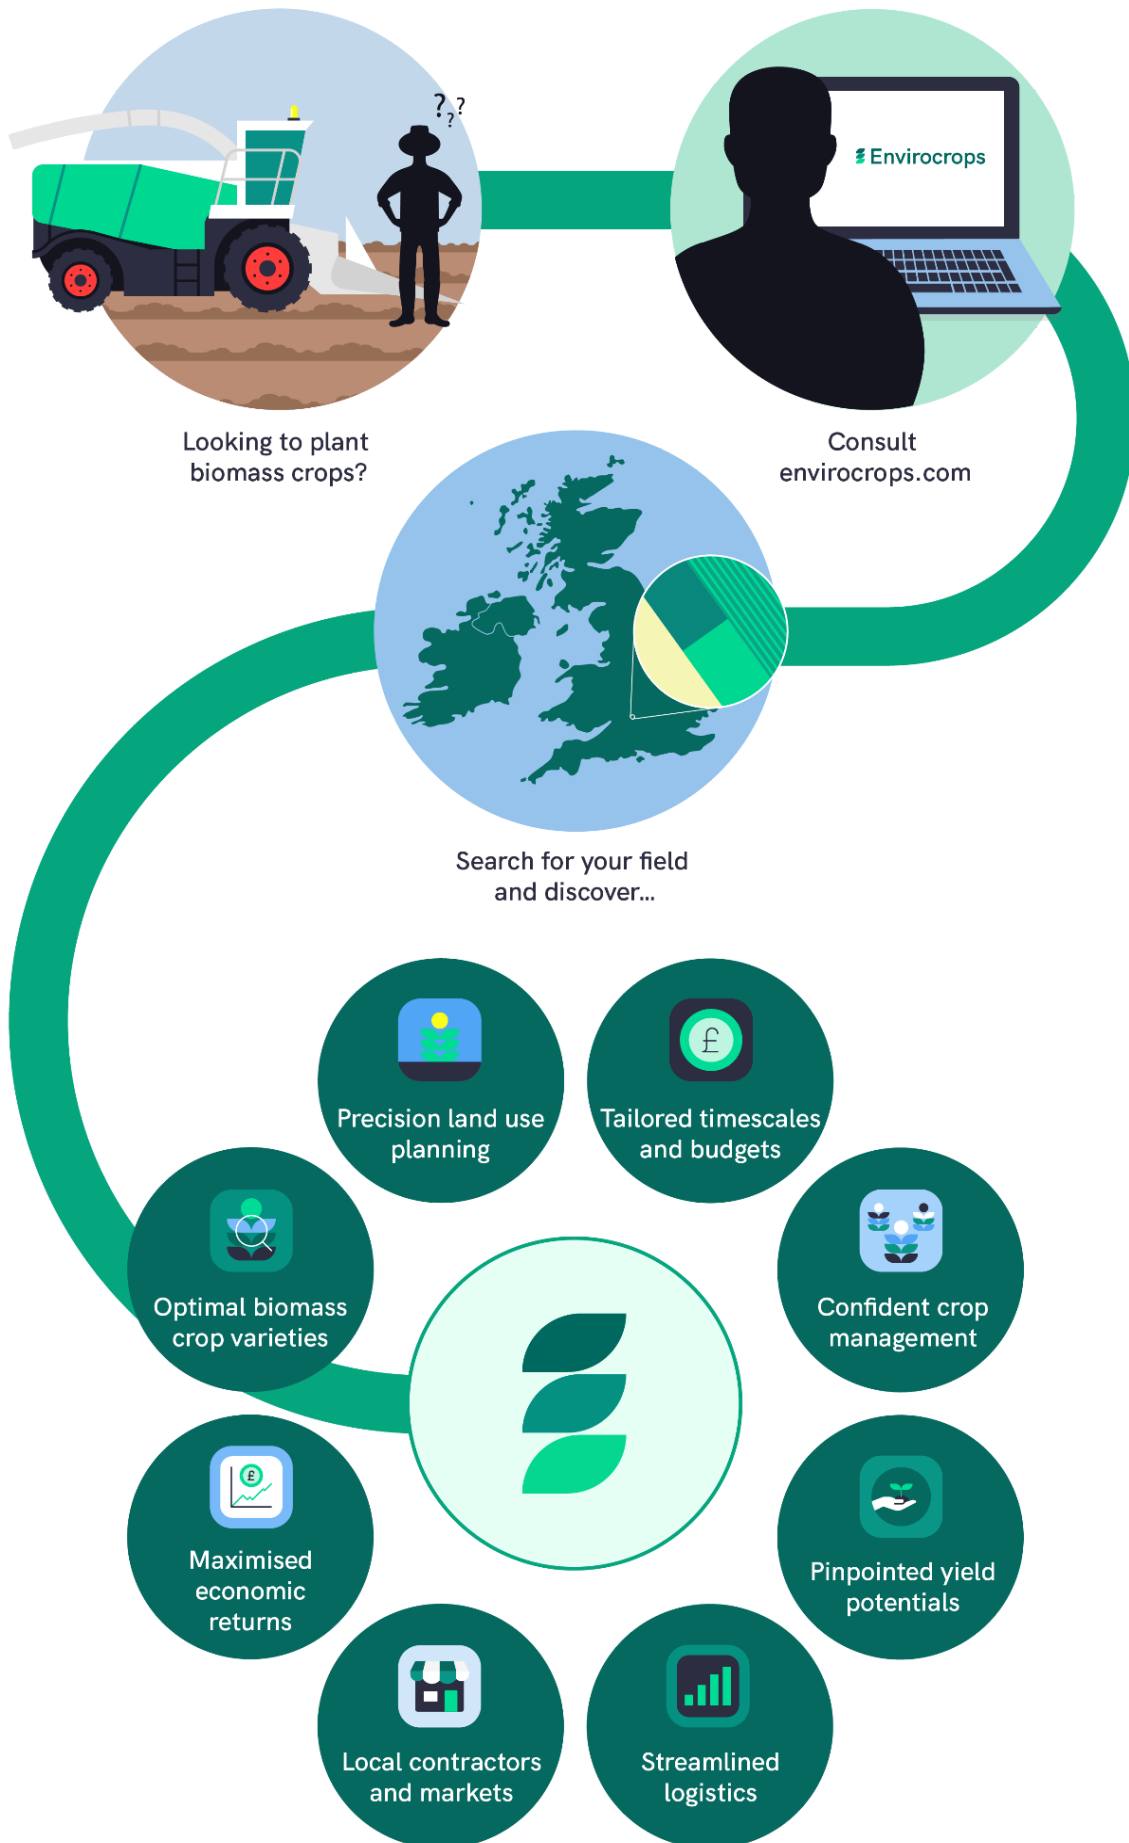 ? ? ?
Envirocrops
Looking to plant
biomass crops?
Consult
envirocrops.com
Search for your field
and discover...
Precision land use
planning
£
Tailored timescales
and budgets
Optimal biomass
crop varieties
Confident crop
management
£
Maximised
economic
returns
Pinpointed yield
potentials
Local contractors
and markets
Streamlined
logistics